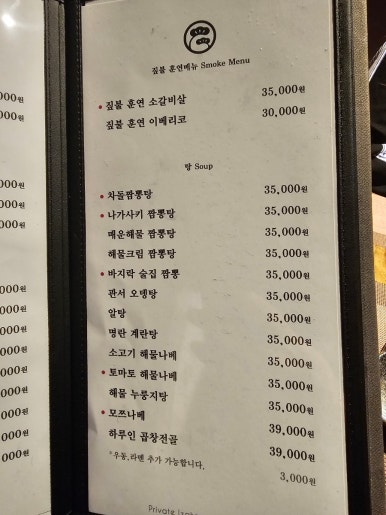 짚불 훈연메뉴 Smoke Menu
• 짚불 훈연 소갈비살 35,000원
짚불 훈연 이베리코 30,000원
탕 Soup
• 차돌짬뽕탕 35,000원
• 나가사키 짬뽕탕 35,000원
매운해물 짬뽕탕 35,000원
해물크림 짬뽕탕 35,000원
• 바지락 술집 짬뽕 35,000원
관서 오뎅탕 35,000원
알탕 35,000원
명란 계란탕 35,000원
소고기 해물나베 35,000원
• 토마토 해물나베 35,000원
해물 누룽지탕 35,000원
• 모쯔나베 39,000원
하루인 곱창전골 39,000원
*우동,라멘 추가 가능합니다. 3,000원
Private